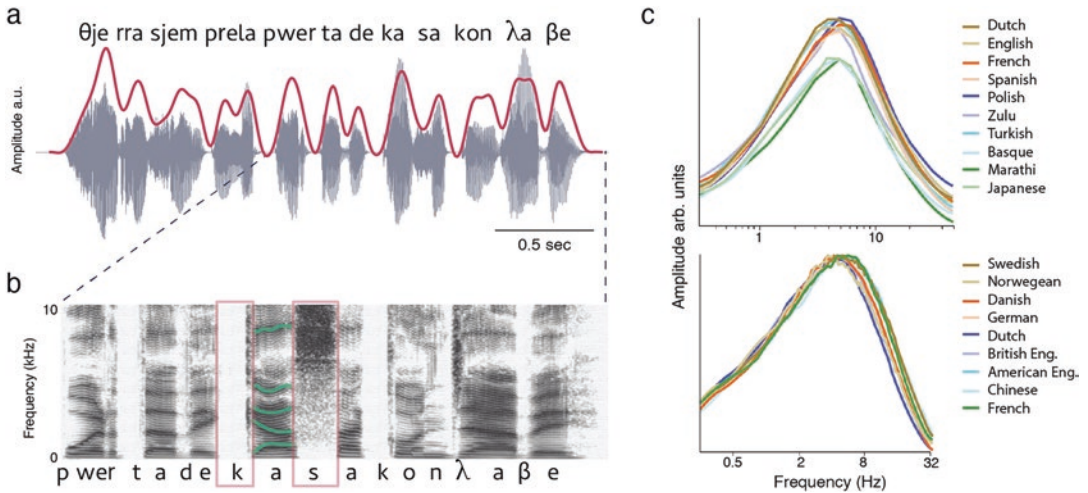 a
θje rra sjem prela pwer ta de ka sa kon λa βe
Amplitude a.u.
0.5 sec
b
10
Frequency (kHz)
0
p w e r t a d e k a s a k o n λ a β e
c
Amplitude arb. units
Dutch
English
French
Spanish
Polish
Zulu
Turkish
Basque
Marathi
Japanese
1 10
Swedish
Norwegean
Danish
German
Dutch
British Eng.
American Eng..
Chinese
French
0.5 2 8 32
Frequency (Hz)